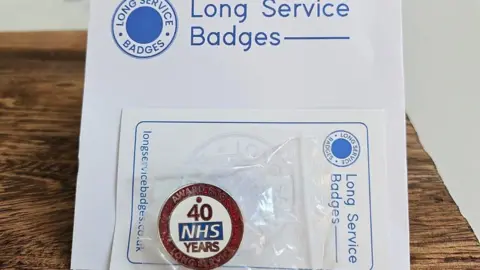 LONG SERVICE
BADGES
Long Service
Badges
longservicebadges.co.uk
LONG SERVICE
BADGES
Long Service
Badges
AWARD
40
NHS
YEARS
LONG SERVICE